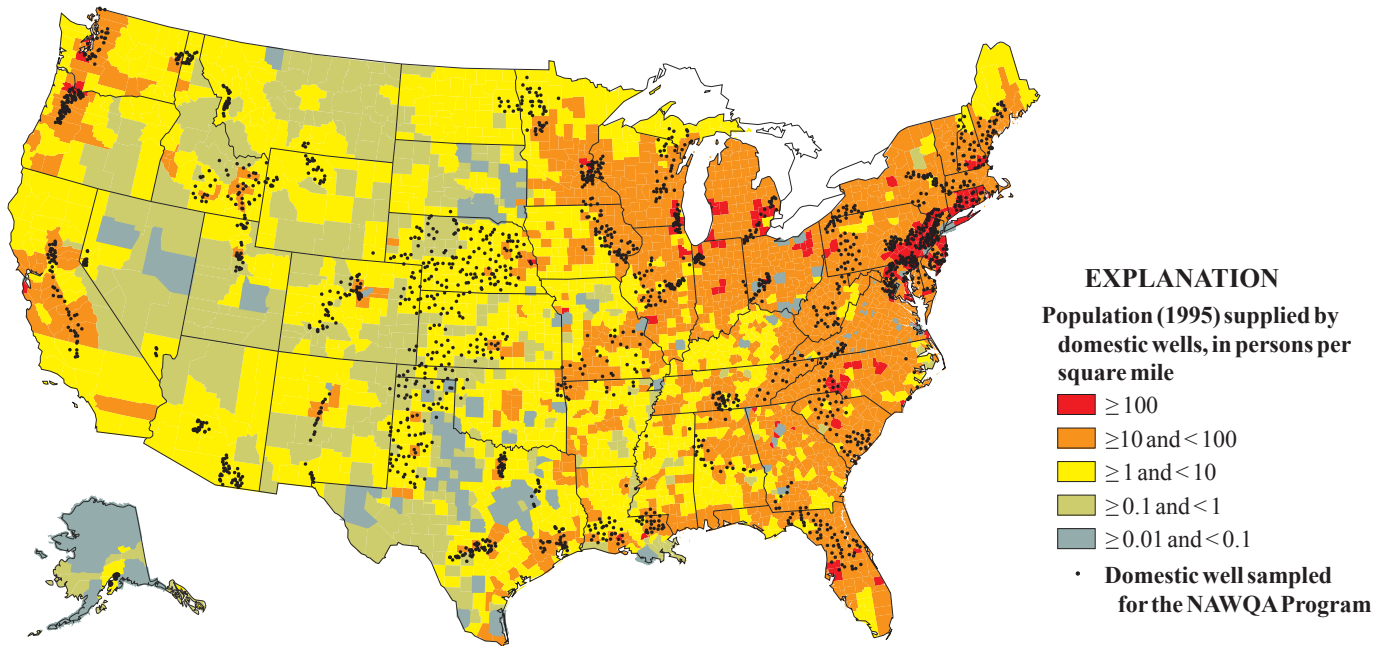 EXPLANATION
Population (1995) supplied by
domestic wells, in persons per
square mile
≥ 100
≥10 and < 100
≥ 1 and < 10
≥ 0.1 and < 1
≥ 0.01 and < 0.1
· Domestic well sampled
for the NAWQA Program